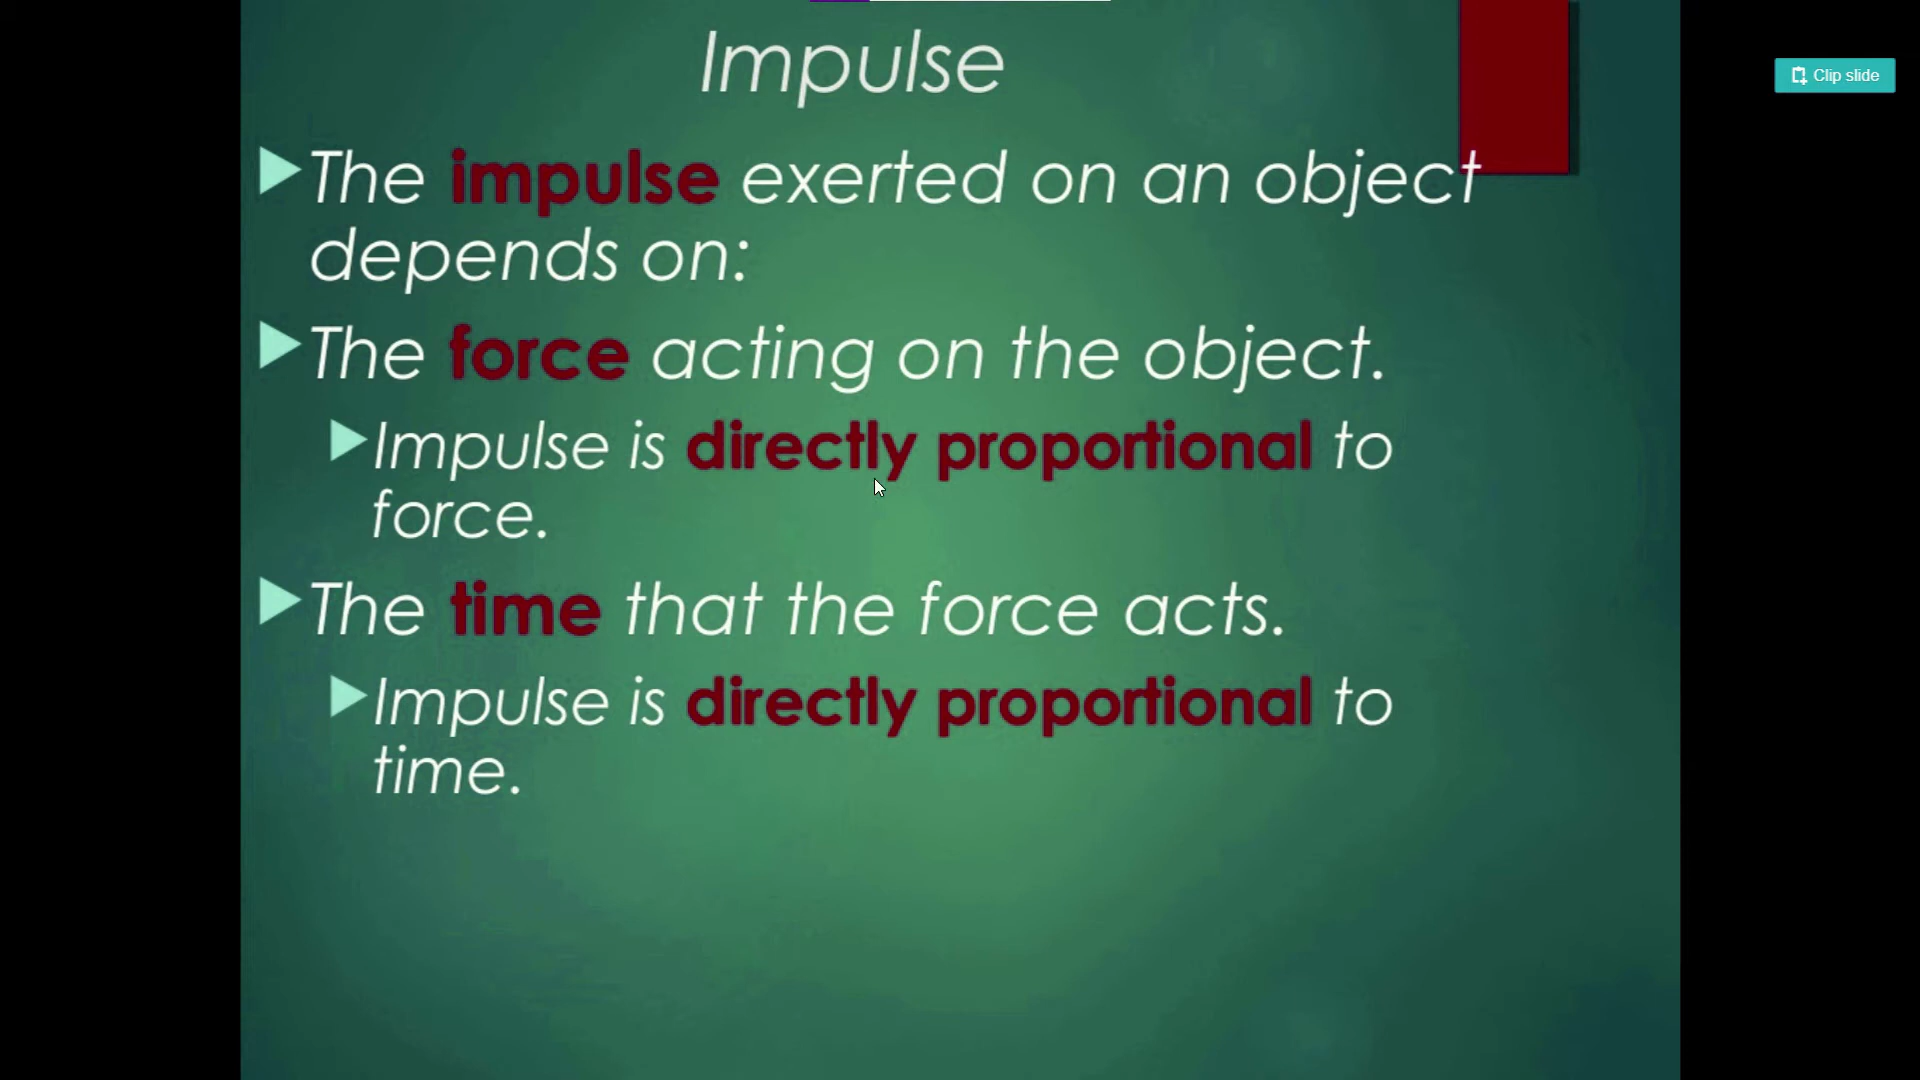 Impulse
Clip slide
The impulse exerted on an object
depends on:
The force acting on the object.
Impulse is directly proportional to
force.
The time that the force acts.
Impulse is directly proportional to
time.